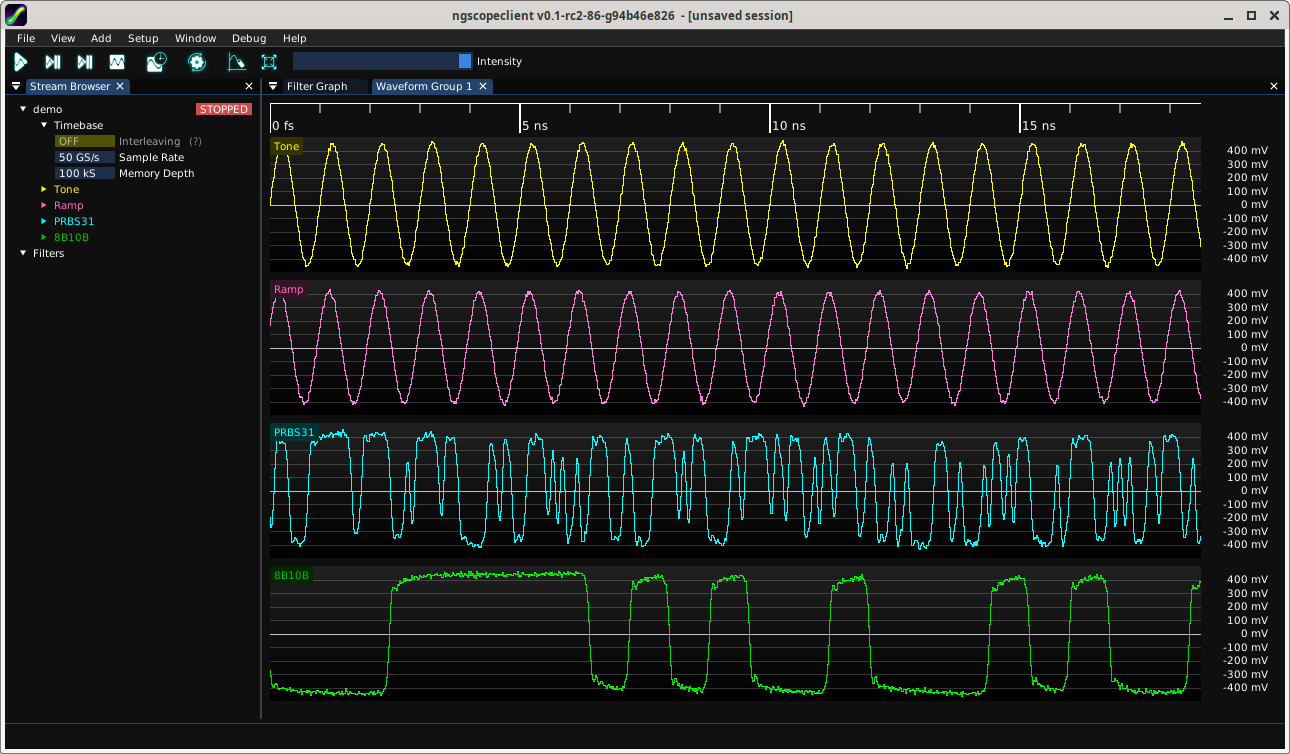 ngscopeclient v0.1-rc2-86-g94b46e826 - [unsaved session]
File View Add Setup Window Debug Help
Intensity
Stream Browser
Filter Graph
Waveform Group 1
demo
STOPPED
Timebase
OFF Interleaving (?)
50 GS/s Sample Rate
100 kS Memory Depth
Tone
Ramp
PRBS31
8B10B
Filters
0 fs 5 ns 10 ns 15 ns
Tone
400 mV
300 mV
200 mV
100 mV
0 mV
-100 mV
-200 mV
-300 mV
-400 mV
Ramp
400 mV
300 mV
200 mV
100 mV
0 mV
-100 mV
-200 mV
-300 mV
-400 mV
PRBS31
400 mV
300 mV
200 mV
100 mV
0 mV
-100 mV
-200 mV
-300 mV
-400 mV
8B10B
400 mV
300 mV
200 mV
100 mV
0 mV
-100 mV
-200 mV
-300 mV
-400 mV